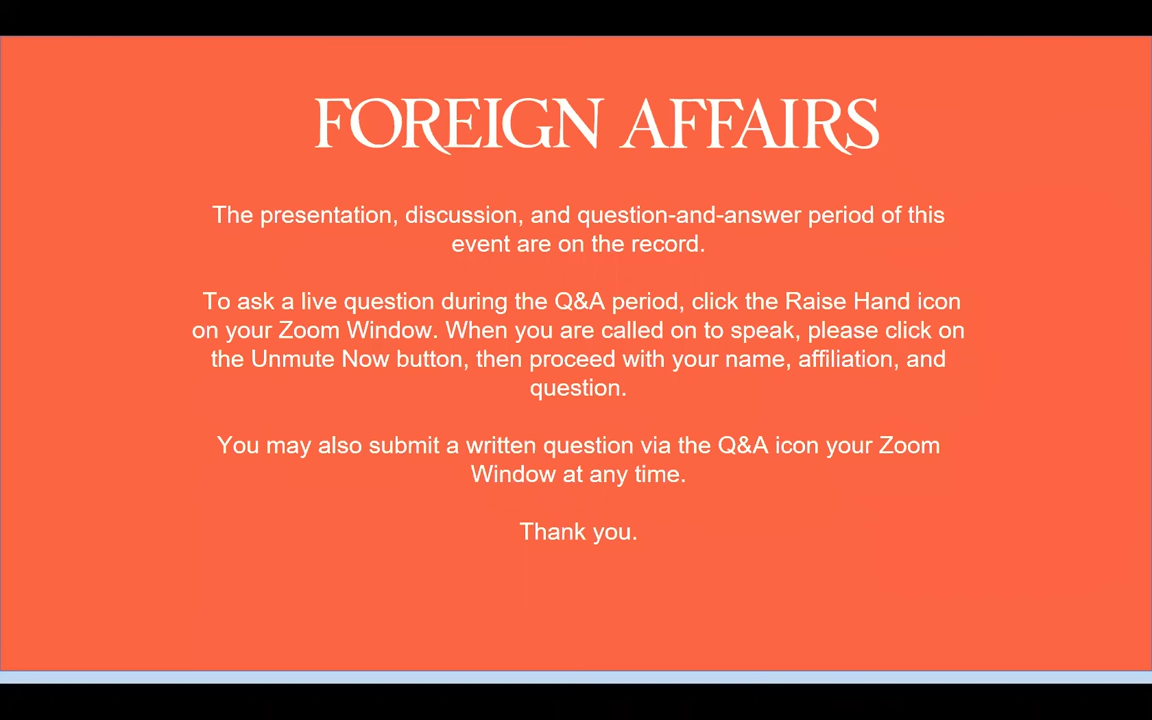 FOREIGN AFFAIRS
The presentation, discussion, and question-and-answer period of this
event are on the record.
To ask a live question during the Q&A period, click the Raise Hand icon
on your Zoom Window. When you are called on to speak, please click on
the Unmute Now button, then proceed with your name, affiliation, and
question.
You may also submit a written question via the Q&A icon your Zoom
Window at any time.
Thank you.